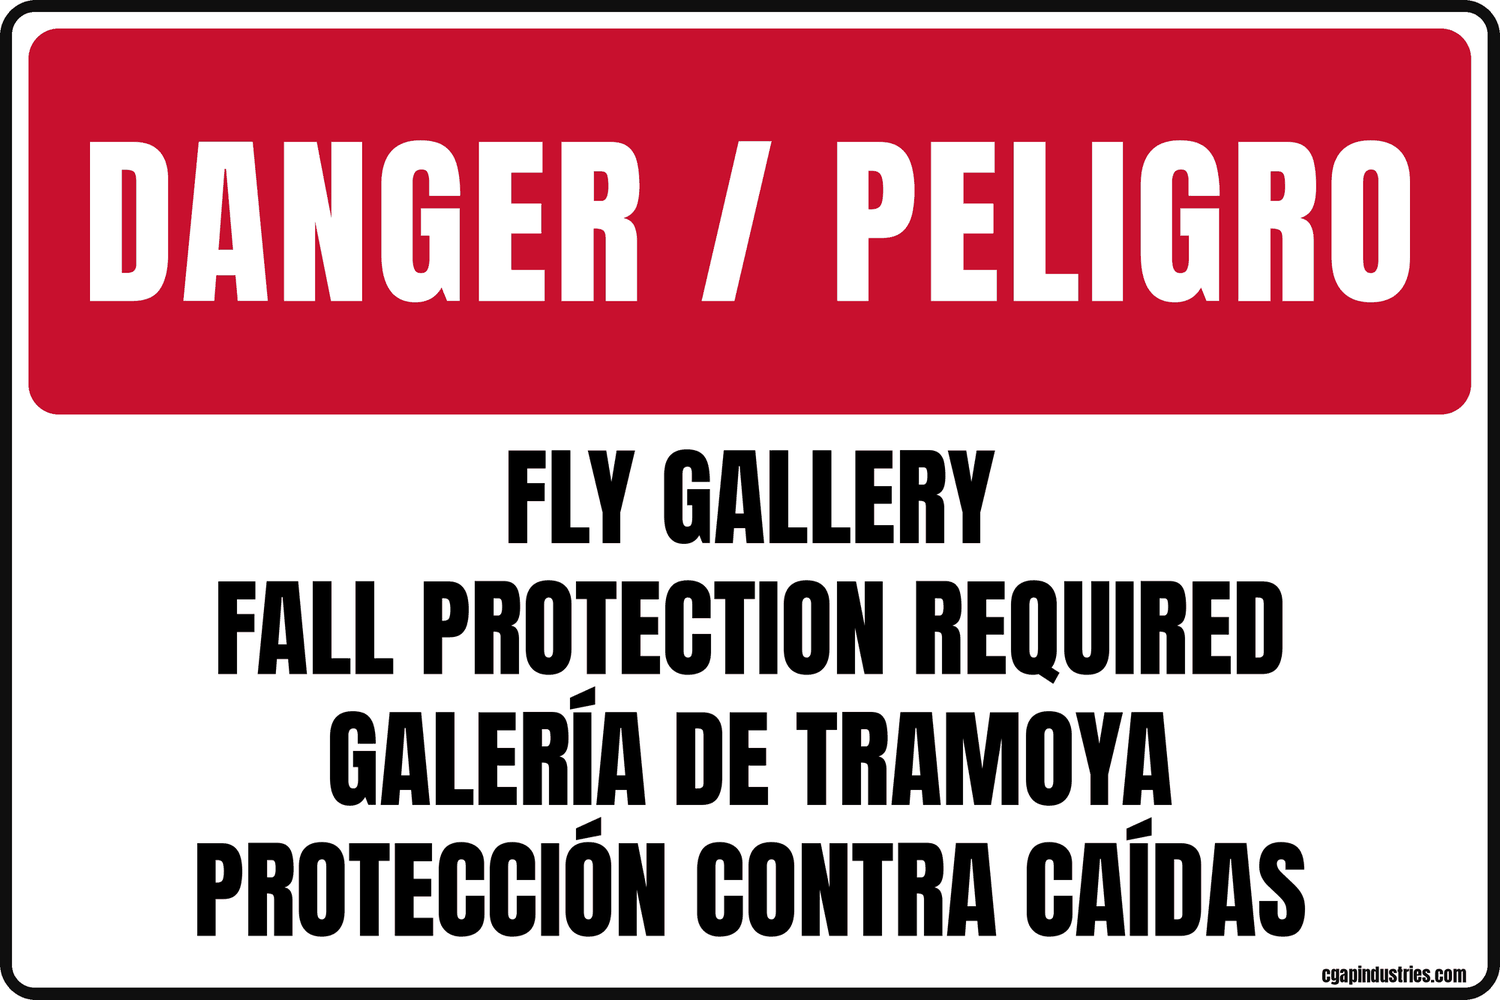 DANGER / PELIGRO
FLY GALLERY
FALL PROTECTION REQUIRED
GALERÍA DE TRAMOYA
PROTECCIÓN CONTRA CAÍDAS
cgapindustries.com